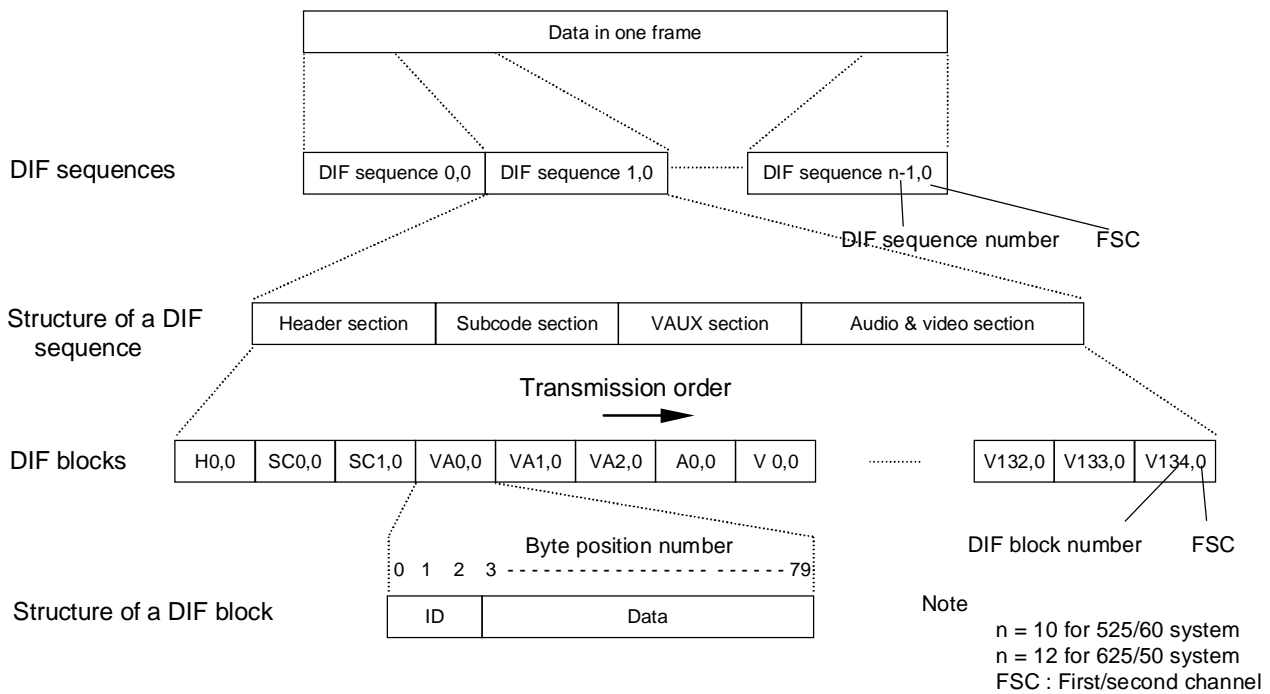 Data in one frame
DIF sequences
DIF sequence 0,0 DIF sequence 1,0 DIF sequence n-1,0
DIF sequence number FSC
Structure of a DIF
sequence
Header section Subcode section VAUX section Audio & video section
Transmission order
DIF blocks
H0,0 SC0,0 SC1,0 VA0,0 VA1,0 VA2,0 A0,0 V 0,0 V132,0 V133,0 V134,0
DIF block number FSC
Byte position number
0 1 2 3 79
Structure of a DIF block
ID Data
Note
n = 10 for 525/60 system
n = 12 for 625/50 system
FSC : First/second channel